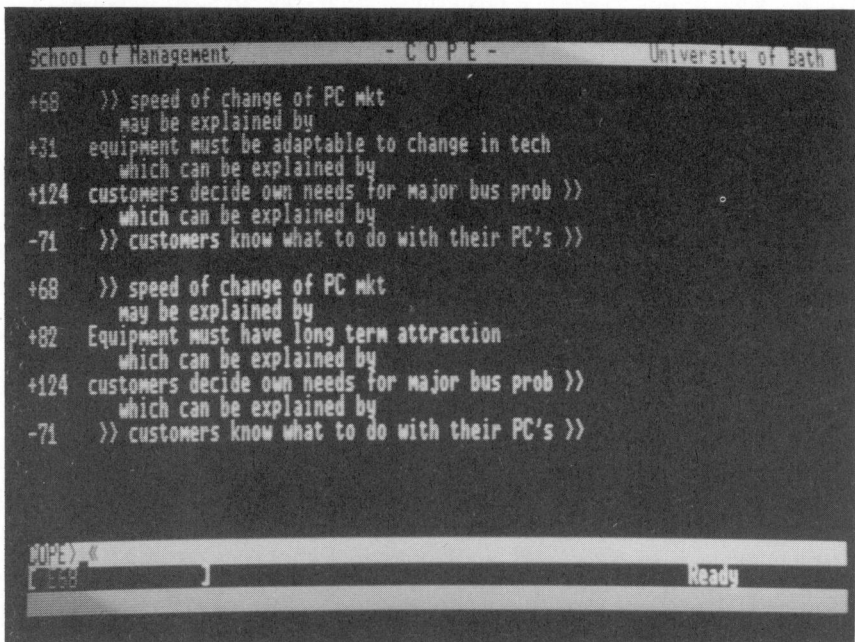 School of Management - C O P E - University of Bath
+68 》 speed of change of PC mkt
may be explained by
+31 equipment must be adaptable to change in tech
which can be explained by
+124 customers decide own needs for major bus prob 》
which can be explained by
-71 》 customers know what to do with their PC's 》
+68 》 speed of change of PC mkt
may be explained by
+82 Equipment must have long term attraction
which can be explained by
+124 customers decide own needs for major bus prob 》
which can be explained by
-71 》 customers know what to do with their PC's 》
COPE> «
[ E68 ] Ready